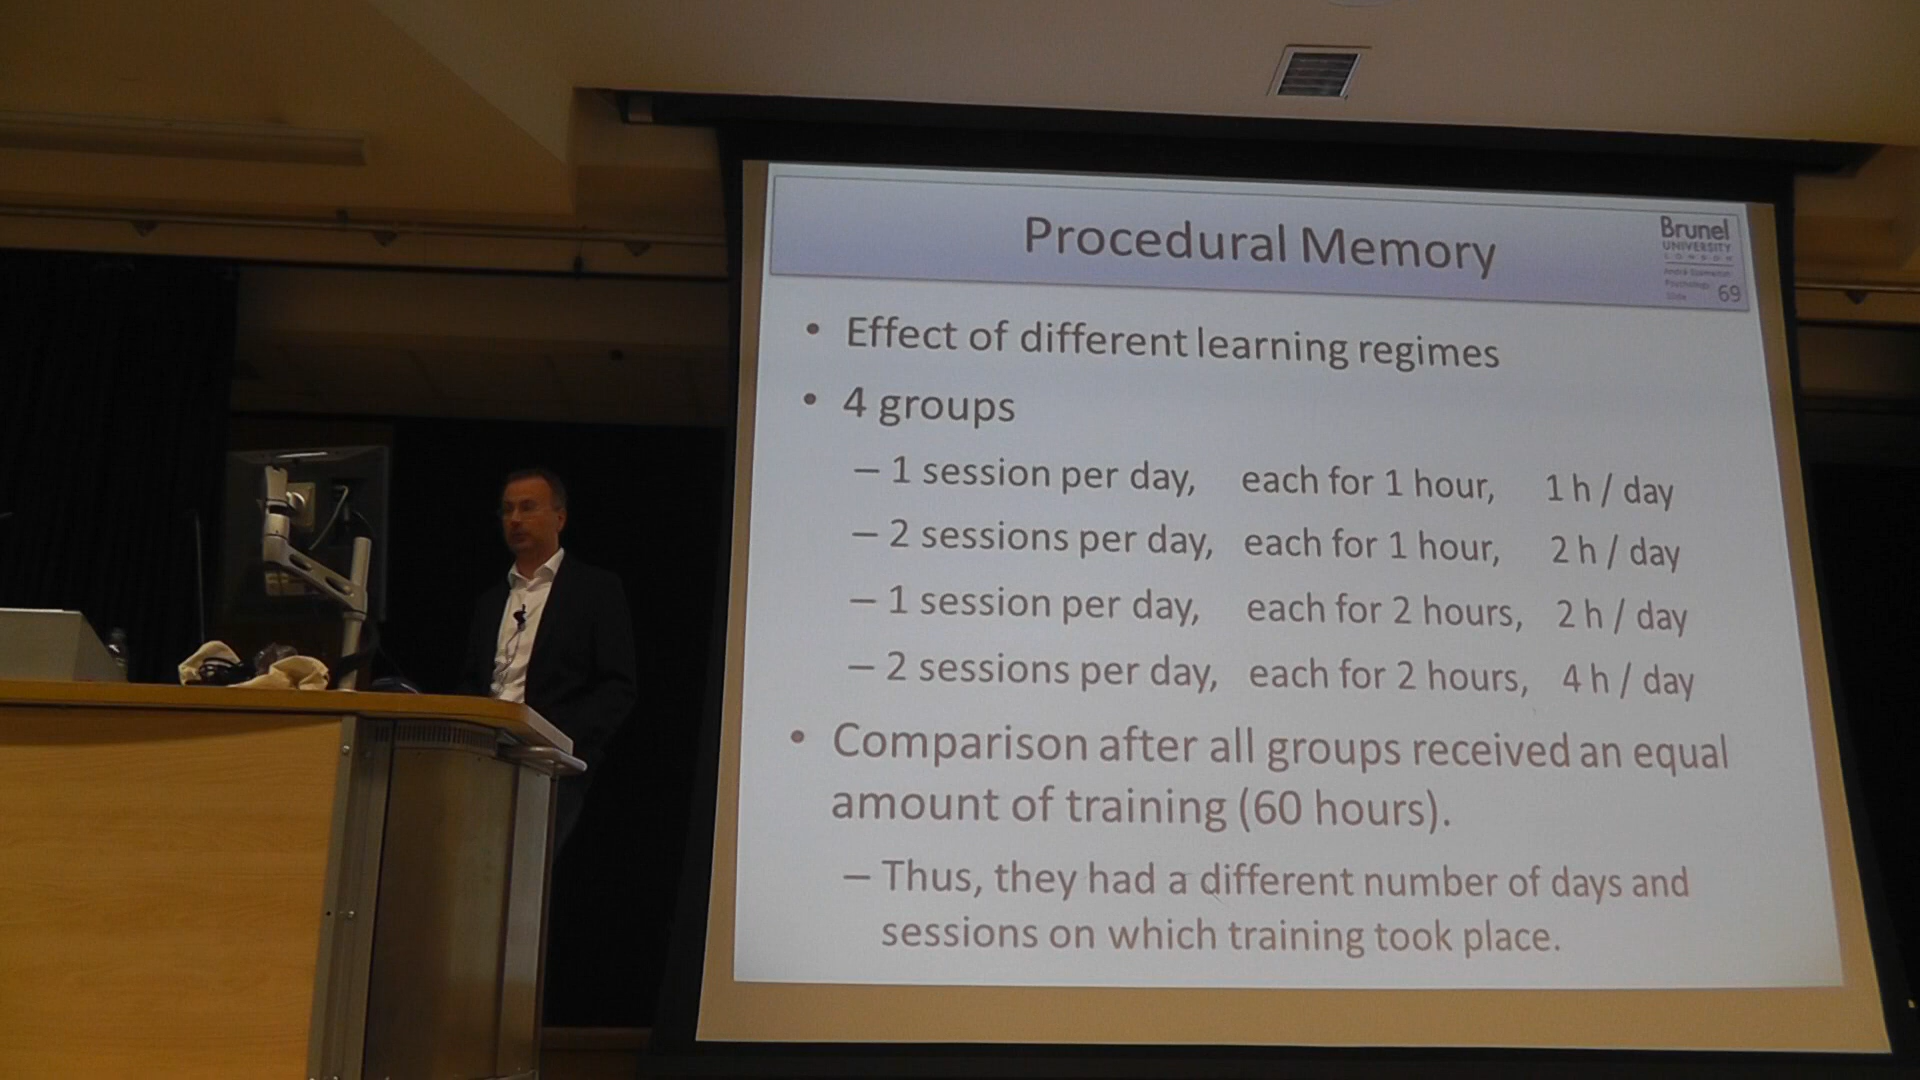 Procedural Memory
Brunel
UNIVERSITY
LONDON
Psychology
Slide 69
• Effect of different learning regimes
• 4 groups
– 1 session per day, each for 1 hour, 1 h / day
– 2 sessions per day, each for 1 hour, 2 h / day
– 1 session per day, each for 2 hours, 2 h / day
– 2 sessions per day, each for 2 hours, 4 h / day
• Comparison after all groups received an equal
amount of training (60 hours).
– Thus, they had a different number of days and
sessions on which training took place.